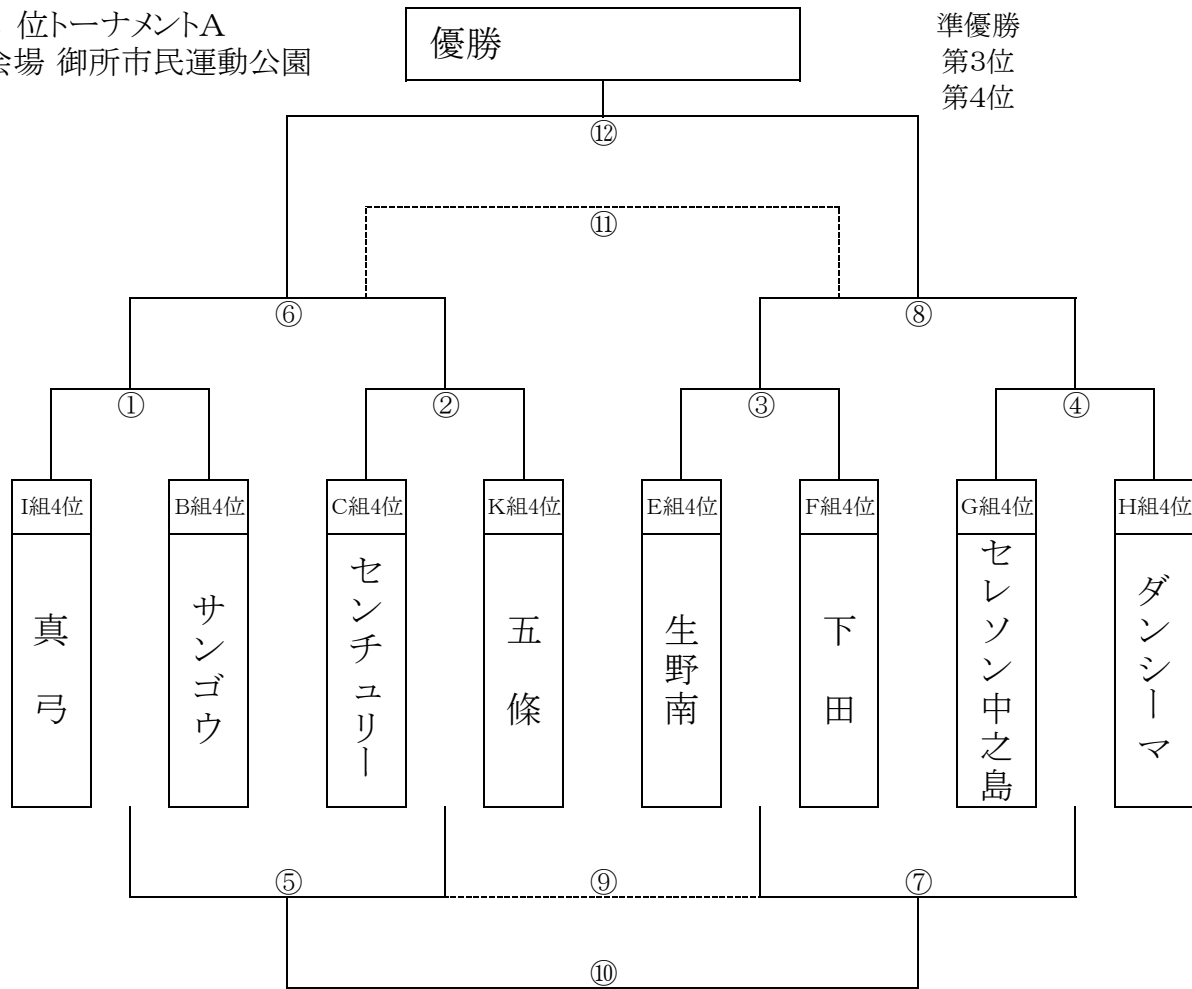 位トーナメントA
会場 御所市民運動公園
優勝
準優勝
第3位
第4位
⑫
⑪
⑥
⑧
①
②
③
④
I組4位
B組4位
C組4位
K組4位
E組4位
F組4位
G組4位
H組4位
真弓
サンゴウ
センチュリー
五條
生野南
下田
セレソン中之島
ダンシーマ
⑤
⑨
⑦
⑩